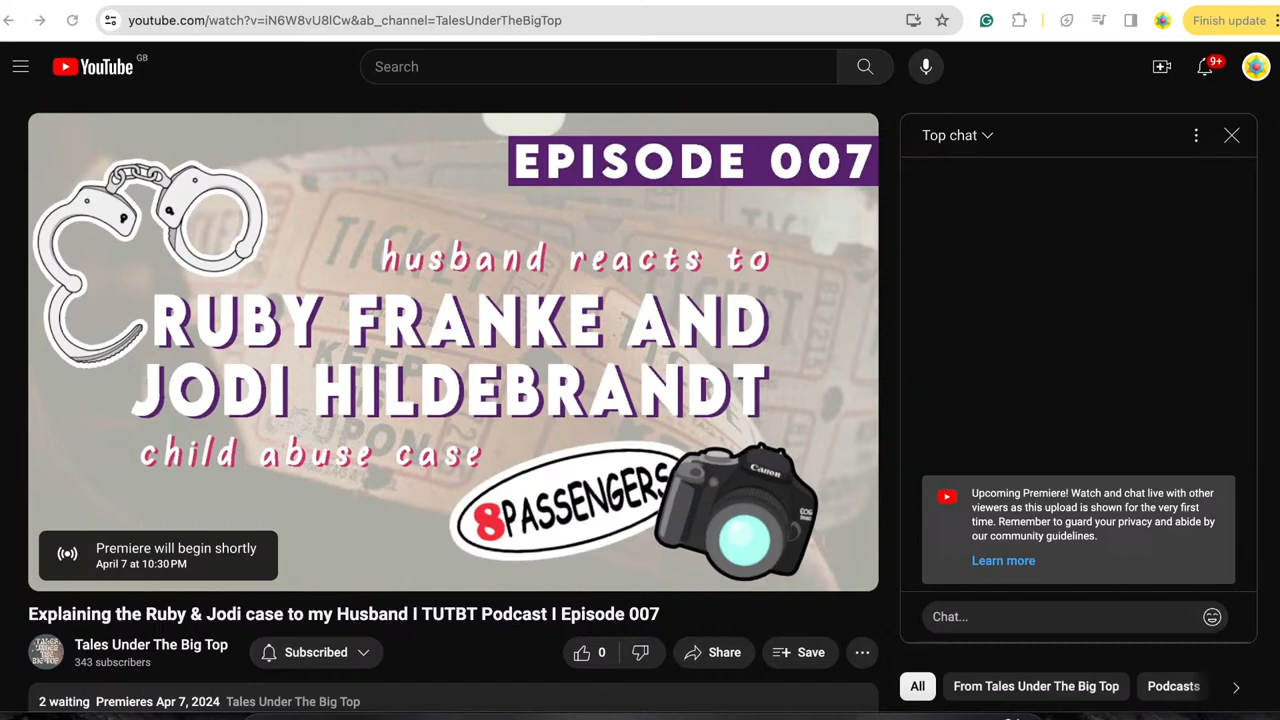 youtube.com/watch?v=iN6W8vU8lCw&ab_channel=TalesUnderTheBigTop
Finish update
YouTube
GB
Search
9+
EPISODE 007
husband reacts to
RUBY FRANKE AND
JODI HILDEBRANDT
child abuse case
8PASSENGERS
Canon
EOS
TICKET
TICKET
KEEP
COUPON
Premiere will begin shortly
April 7 at 10:30 PM
Top chat
Upcoming Premiere! Watch and chat live with other
viewers as this upload is shown for the very first
time. Remember to guard your privacy and abide by
our community guidelines.
Learn more
Chat...
Explaining the Ruby & Jodi case to my Husband I TUTBT Podcast I Episode 007
Tales Under The Big Top
343 subscribers
Subscribed
0
Share
Save
2 waiting Premieres Apr 7, 2024 Tales Under The Big Top
All
From Tales Under The Big Top
Podcasts